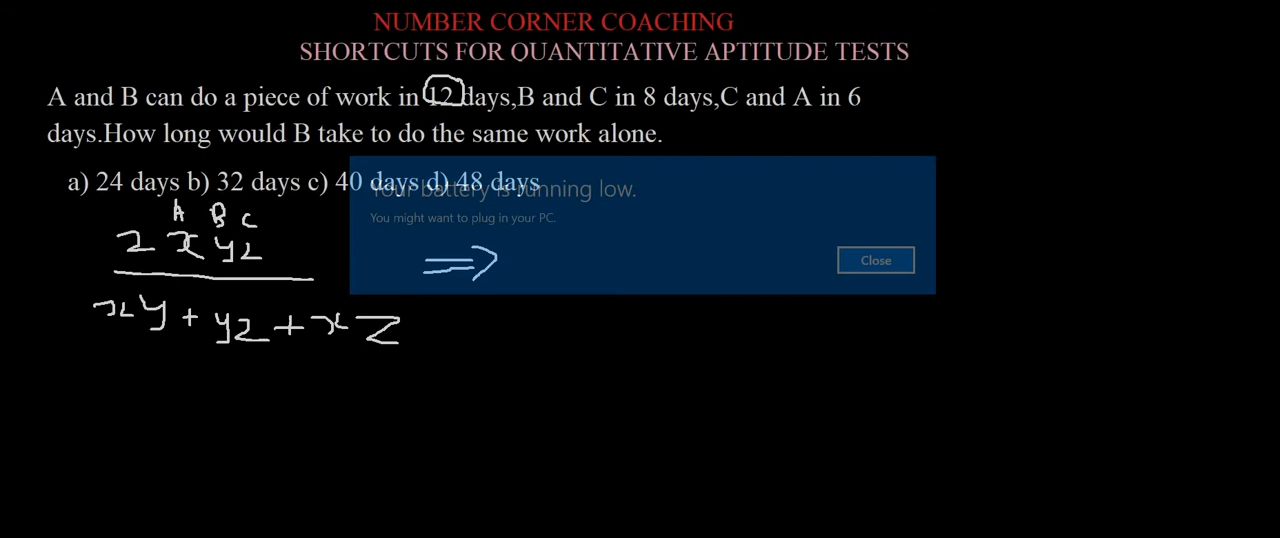 NUMBER CORNER COACHING
SHORTCUTS FOR QUANTITATIVE APTITUDE TESTS
A and B can do a piece of work in 12 days,B and C in 8 days,C and A in 6
days.How long would B take to do the same work alone.
a) 24 days b) 32 days c) 40 days d) 48 days
Your battery is running low.
You might want to plug in your PC.
Close
A B C
2 x y z
xy + yz + xz